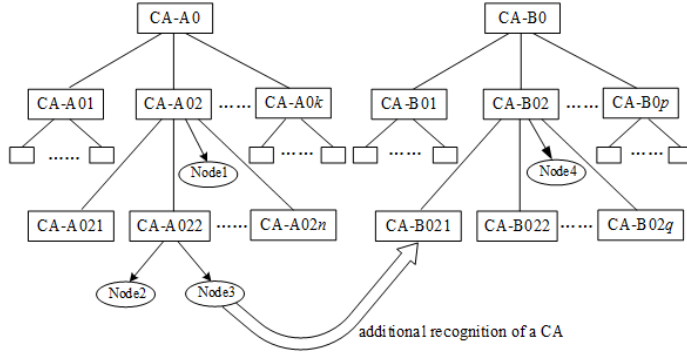 CA-A0 CA-B0
CA-A01 CA-A02 …… CA-A0k CA-B01 CA-B02 …… CA-B0p
…… …… …… ……
Node1 Node4
CA-A021 CA-A022 …… CA-A02n CA-B021 CA-B022 …… CA-B02q
Node2 Node3
additional recognition of a CA